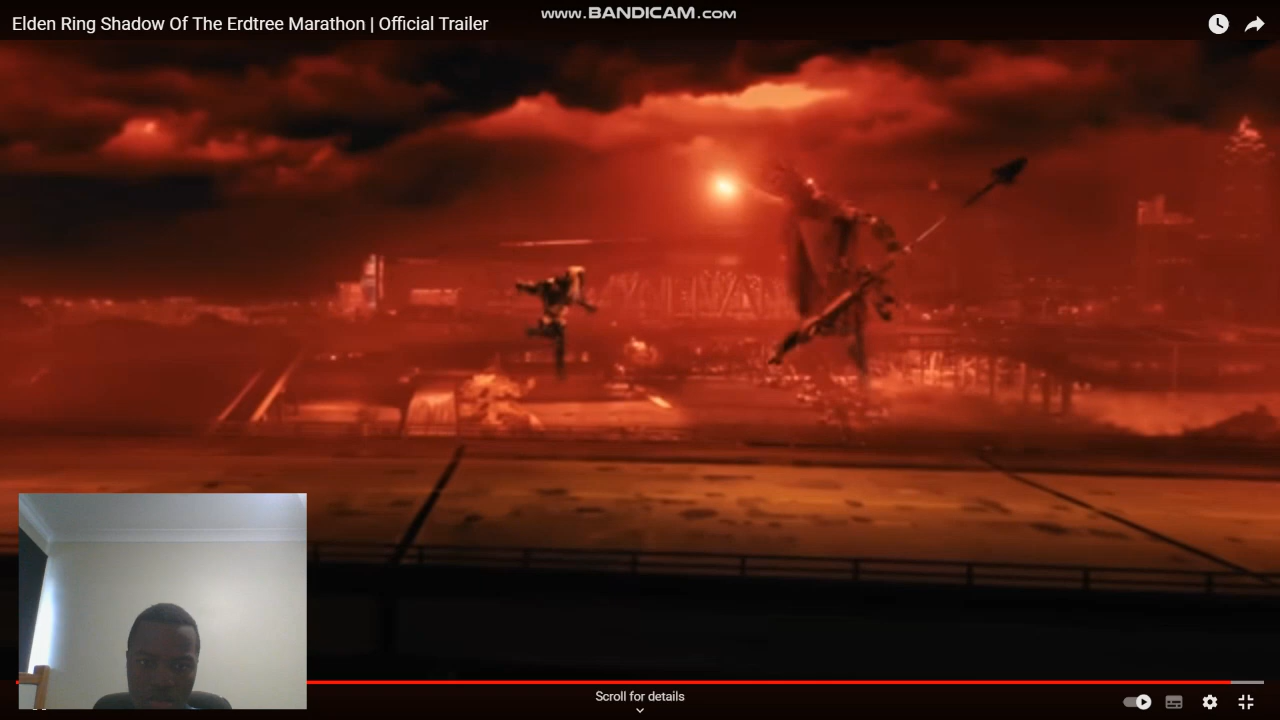 www.BANDICAM.com
Elden Ring Shadow Of The Erdtree Marathon | Official Trailer
Scroll for details